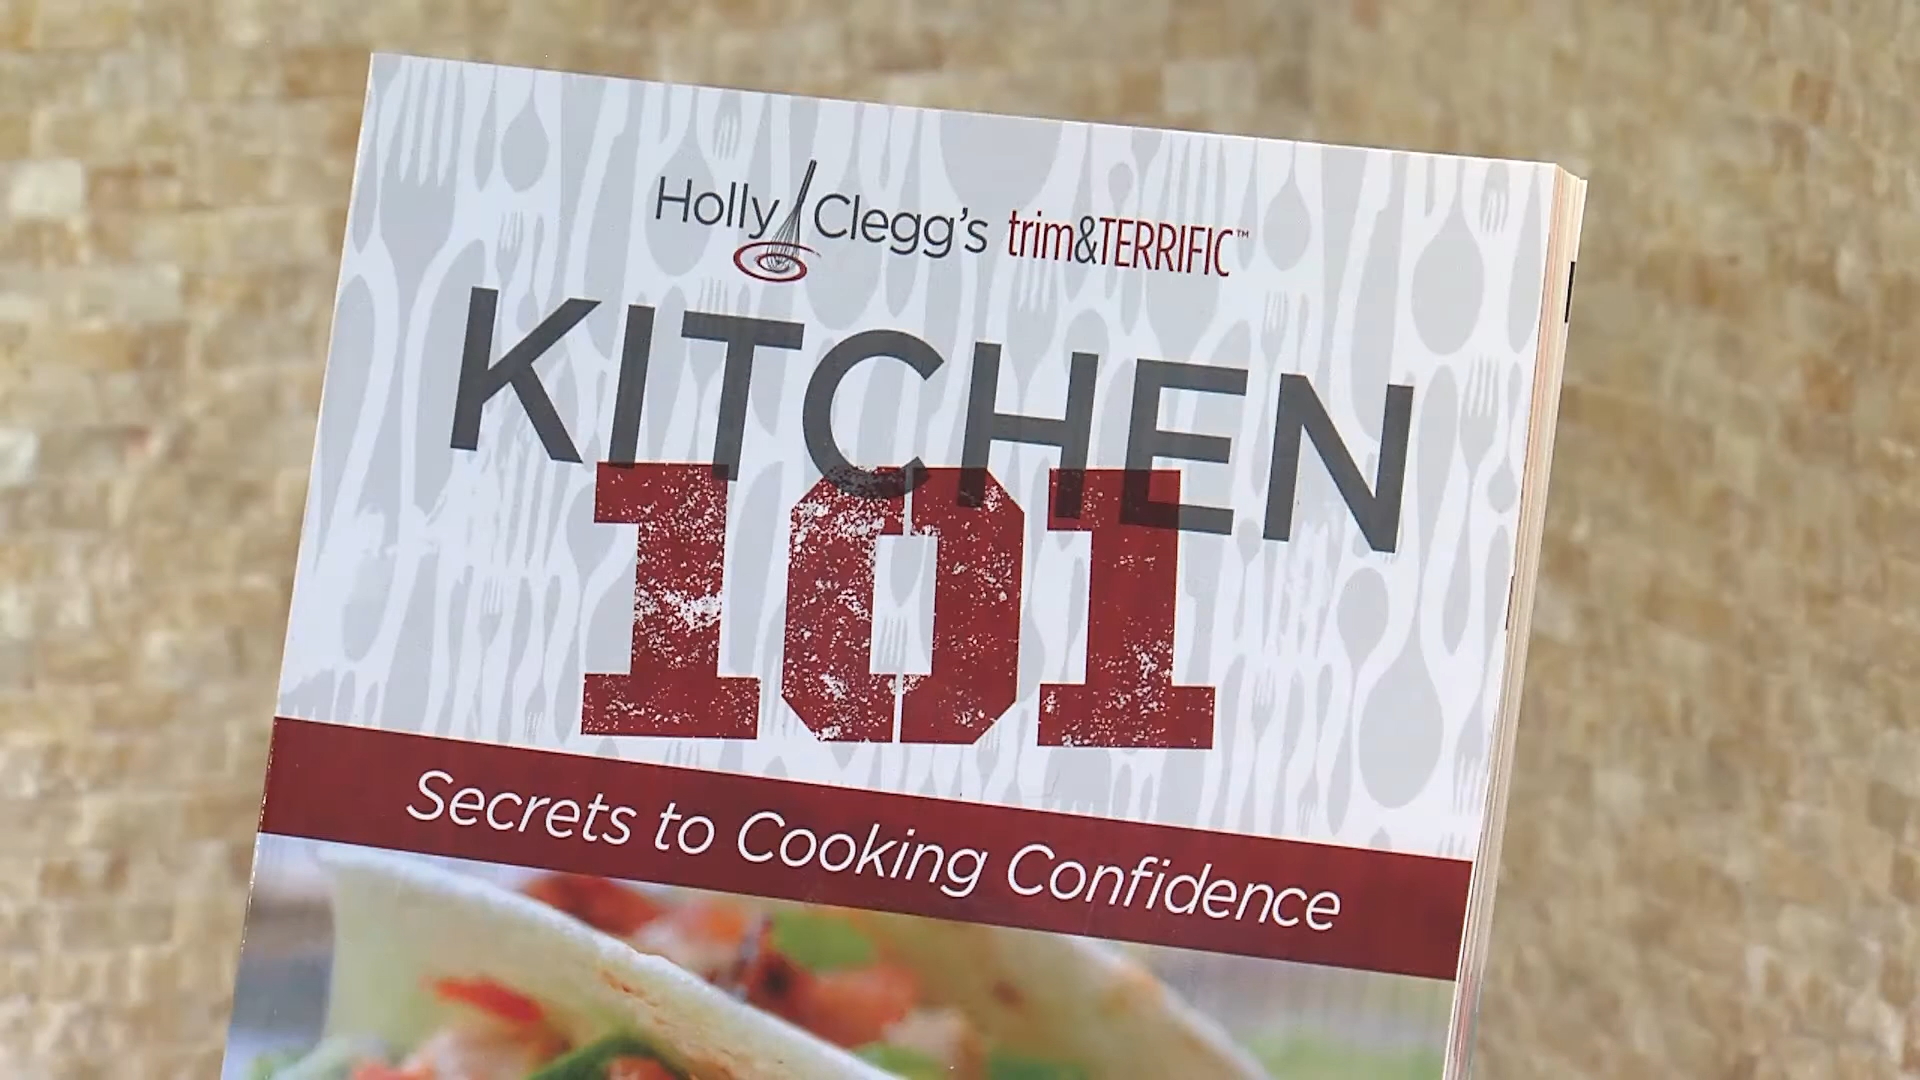 Holly Clegg's trim&TERRIFIC™
KITCHEN
101
Secrets to Cooking Confidence